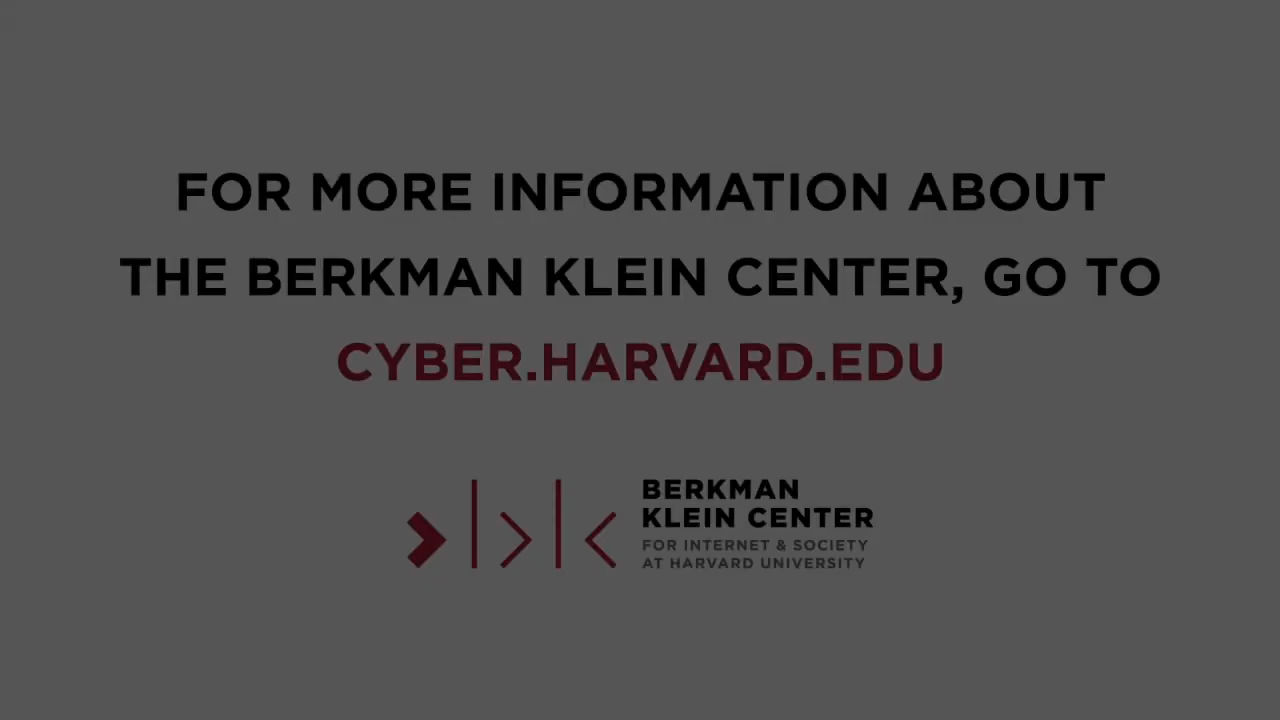 FOR MORE INFORMATION ABOUT
THE BERKMAN KLEIN CENTER, GO TO
CYBER.HARVARD.EDU
BERKMAN
KLEIN CENTER
FOR INTERNET & SOCIETY
AT HARVARD UNIVERSITY